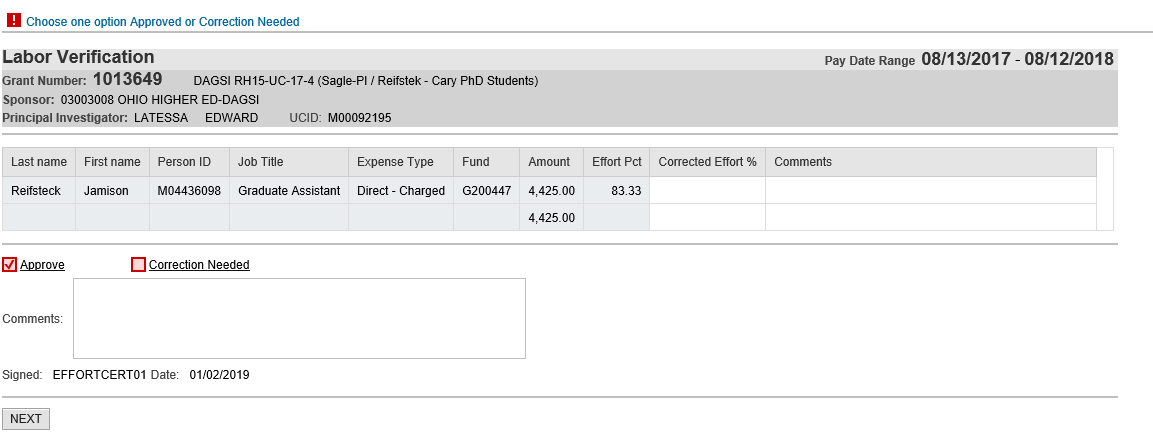 ! Choose one option Approved or Correction Needed
Labor Verification Pay Date Range 08/13/2017 - 08/12/2018
Grant Number: 1013649 DAGSI RH15-UC-17-4 (Sagle-PI / Reifstek - Cary PhD Students)
Sponsor: 03003008 OHIO HIGHER ED-DAGSI
Principal Investigator: LATESSA EDWARD UCID: M00092195
Last name First name Person ID Job Title Expense Type Fund Amount Effort Pct Corrected Effort % Comments
Reifsteck Jamison M04436098 Graduate Assistant Direct - Charged G200447 4,425.00 83.33
4,425.00
Approve Correction Needed
Comments:
Signed: EFFORTCERT01 Date: 01/02/2019
NEXT